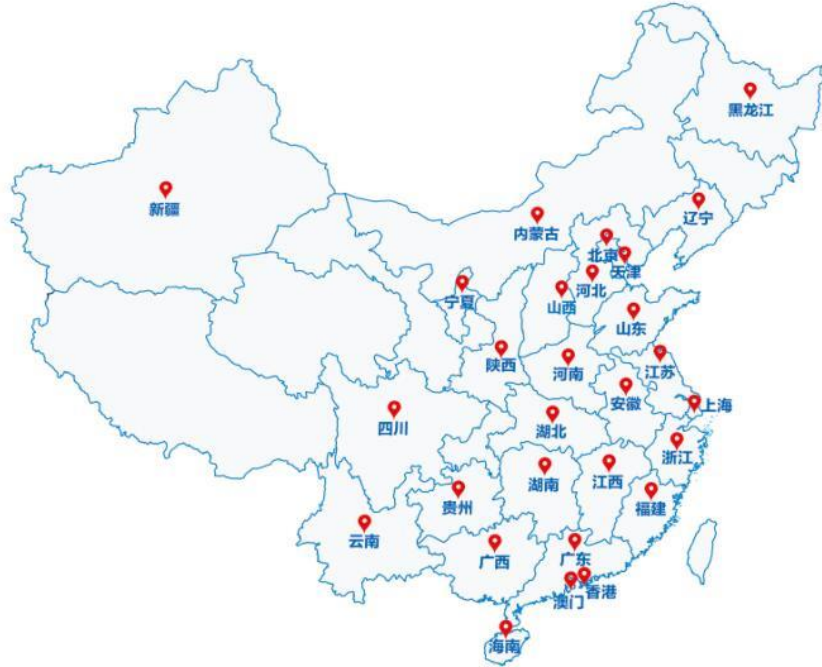 黑龙江
新疆
辽宁
内蒙古
北京
天津
河北
宁夏
山西
山东
陕西
河南
江苏
安徽
上海
四川
湖北
浙江
湖南
江西
贵州
福建
云南
广西
广东
香港
澳门
海南